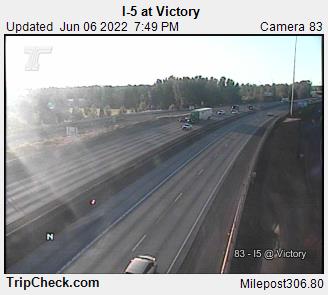 I-5 at Victory
Updated Jun 06 2022 7:49 PM Camera 83
T
N
83 - I5 @ Victory
TripCheck.com Milepost306.80